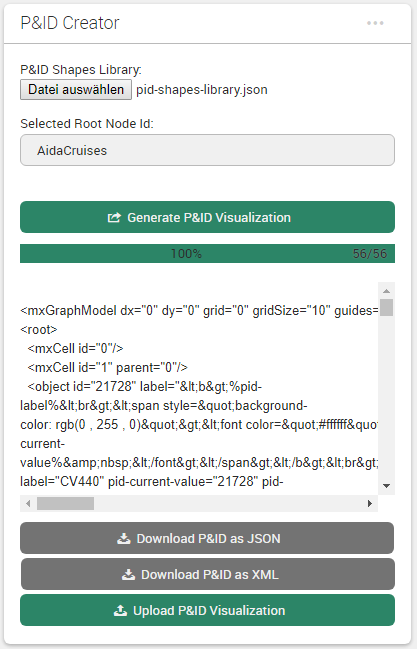 P&ID Creator
P&ID Shapes Library:
Datei auswählen pid-shapes-library.json
Selected Root Node Id:
AidaCruises
Generate P&ID Visualization
100% 56/56
<mxGraphModel dx="0" dy="0" grid="0" gridSize="10" guides=
<root>
<mxCell id="0"/>
<mxCell id="1" parent="0"/>
<object id="21728" label="&lt;b&gt;%pid-
label%&lt;br&gt;&lt;span style=&quot;background-
color: rgb(0 , 255 , 0)&quot;&gt;&lt;font color=&quot;#ffffff&quot
current-
value%&amp;nbsp;&lt;/font&gt;&lt;/span&gt;&lt;/b&gt;&lt;br&gt;
label="CV440" pid-current-value="21728" pid-
Download P&ID as JSON
Download P&ID as XML
Upload P&ID Visualization